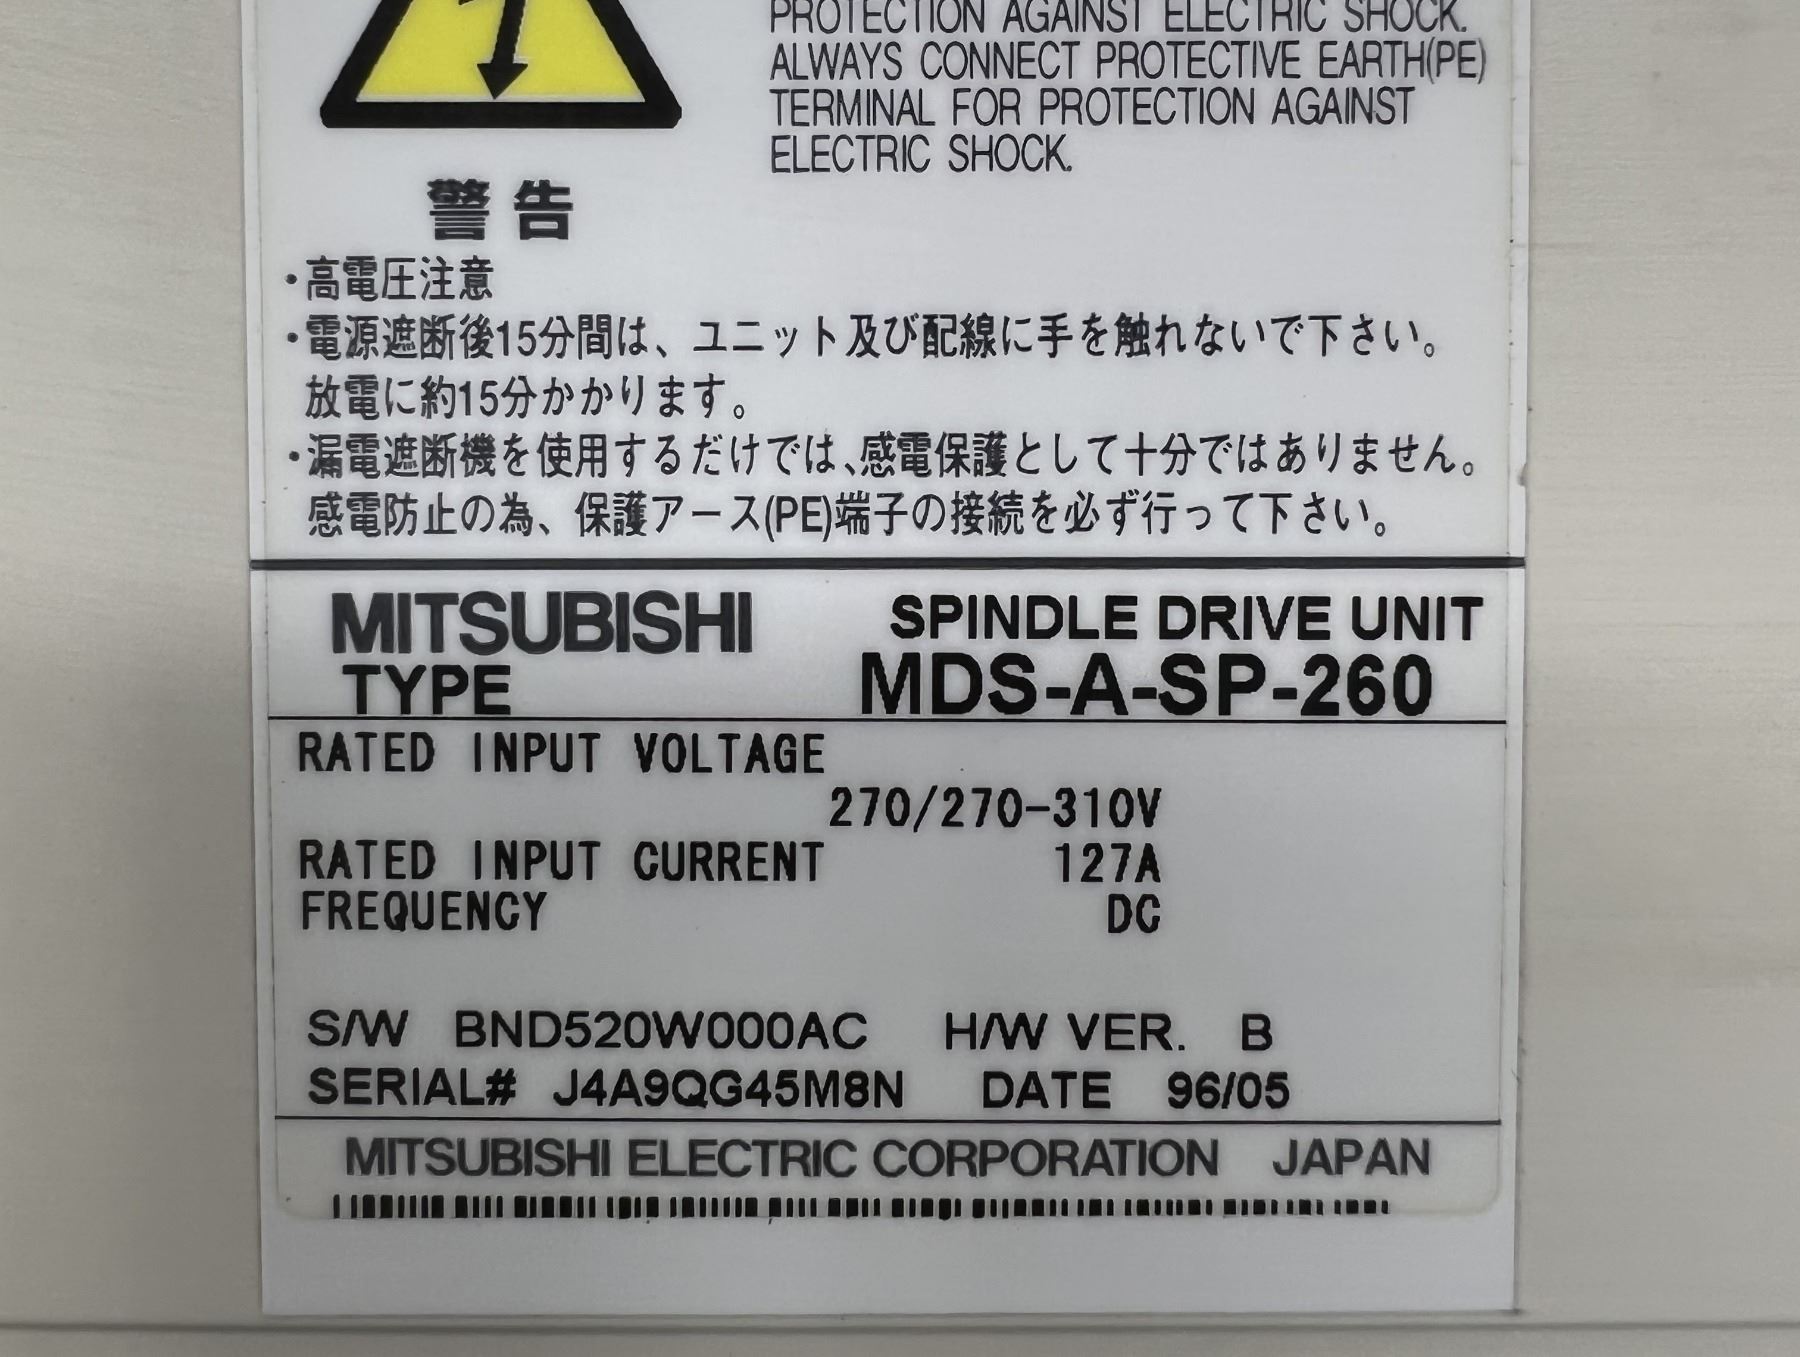 PROTECTION AGAINST ELECTRIC SHOCK.
ALWAYS CONNECT PROTECTIVE EARTH(PE)
TERMINAL FOR PROTECTION AGAINST
ELECTRIC SHOCK.
警告
・高電圧注意
・電源遮断後15分間は、ユニット及び配線に手を触れないで下さい。
放電に約15分かかります。
・漏電遮断機を使用するだけでは、感電保護として十分ではありません。
感電防止の為、保護アース(PE)端子の接続を必ず行って下さい。
MITSUBISHI SPINDLE DRIVE UNIT
TYPE MDS-A-SP-260
RATED INPUT VOLTAGE
270/270-310V
RATED INPUT CURRENT 127A
FREQUENCY DC
S/W BND520W000AC H/W VER. B
SERIAL# J4A9QG45M8N DATE 96/05
MITSUBISHI ELECTRIC CORPORATION JAPAN